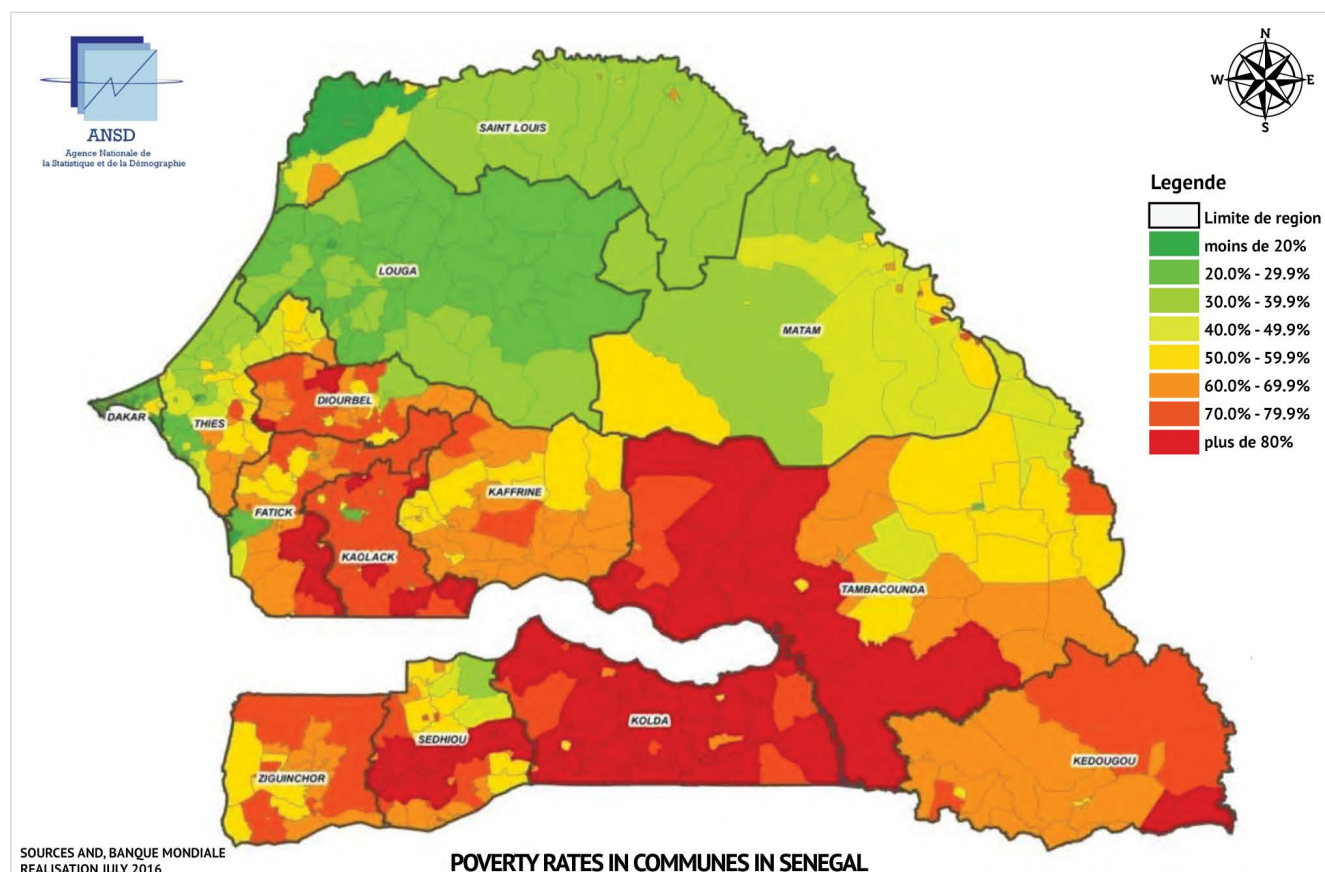 ANSD
Agence Nationale de
la Statistique et de la Démographie
N
W
E
S
SAINT LOUIS
LOUGA
MATAM
DAKAR
THIES
DIOURBEL
FATICK
KAFFRINE
KAOLACK
TAMBACOUNDA
KOLDA
SEDHIOU
ZIGUINCHOR
KEDOUGOU
Legende
Limite de region
moins de 20%
20.0% - 29.9%
30.0% - 39.9%
40.0% - 49.9%
50.0% - 59.9%
60.0% - 69.9%
70.0% - 79.9%
plus de 80%
SOURCES AND, BANQUE MONDIALE
REALISATION JULY 2016
POVERTY RATES IN COMMUNES IN SENEGAL